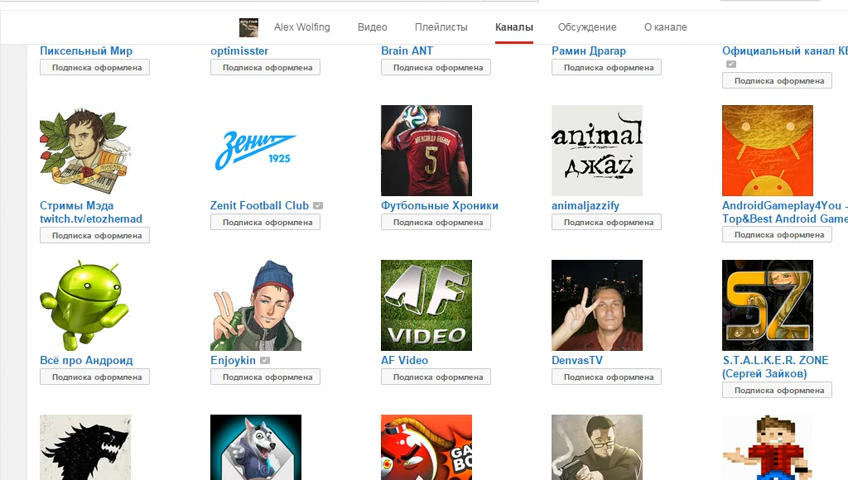 Alex Wolfing Видео Плейлисты Каналы Обсуждение О канале
Пиксельный Мир
optimisster
Brain ANT
Рамин Драгар
Официальный канал
Подписка оформлена
Подписка оформлена
Подписка оформлена
Подписка оформлена
Подписка оформлена
Зенит
1925
5
animal
джаz
Стримы Мэда
twitch.tv/etozhemad
Zenit Football Club
Футбольные Хроники
animaljazzify
AndroidGameplay4You -
Top&Best Android Game
Подписка оформлена
Подписка оформлена
Подписка оформлена
Подписка оформлена
Подписка оформлена
AF
VIDEO
SZ
Всё про Андроид
Enjoykin
AF Video
DenvasTV
S.T.A.L.K.E.R. ZONE
(Сергей Зайков)
Подписка оформлена
Подписка оформлена
Подписка оформлена
Подписка оформлена
Подписка оформлена